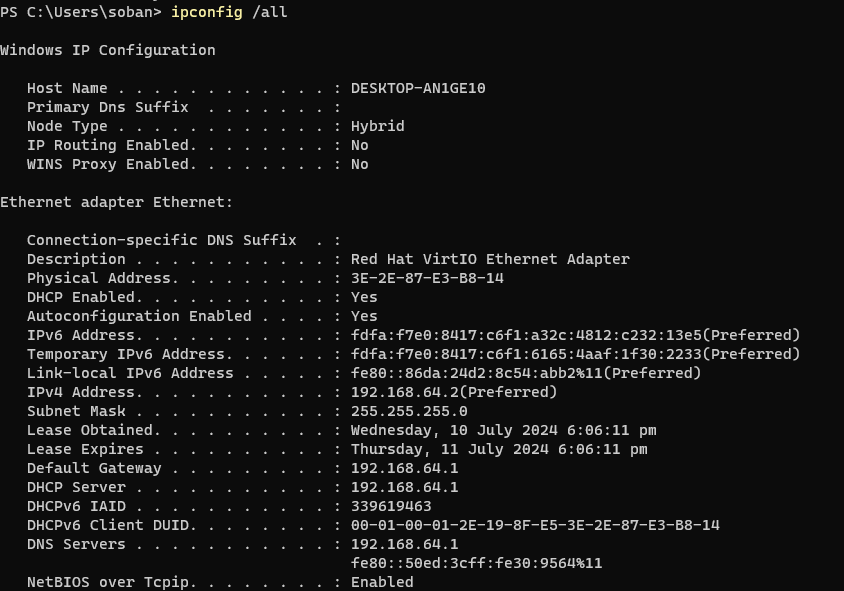 PS C:\Users\soban> ipconfig /all
Windows IP Configuration
Host Name . . . . . . . . . . . . : DESKTOP-AN1GE10
Primary Dns Suffix  . . . . . . . :
Node Type . . . . . . . . . . . . : Hybrid
IP Routing Enabled. . . . . . . . : No
WINS Proxy Enabled. . . . . . . . : No
Ethernet adapter Ethernet:
Connection-specific DNS Suffix  . :
Description . . . . . . . . . . . : Red Hat VirtIO Ethernet Adapter
Physical Address. . . . . . . . . : 3E-2E-87-E3-B8-14
DHCP Enabled. . . . . . . . . . . : Yes
Autoconfiguration Enabled . . . . : Yes
IPv6 Address. . . . . . . . . . . : fdfa:f7e0:8417:c6f1:a32c:4812:c232:13e5(Preferred)
Temporary IPv6 Address. . . . . . : fdfa:f7e0:8417:c6f1:6165:4aaf:1f30:2233(Preferred)
Link-local IPv6 Address . . . . . : fe80::86da:24d2:8c54:abb2%11(Preferred)
IPv4 Address. . . . . . . . . . . : 192.168.64.2(Preferred)
Subnet Mask . . . . . . . . . . . : 255.255.255.0
Lease Obtained. . . . . . . . . . : Wednesday, 10 July 2024 6:06:11 pm
Lease Expires . . . . . . . . . . : Thursday, 11 July 2024 6:06:11 pm
Default Gateway . . . . . . . . . : 192.168.64.1
DHCP Server . . . . . . . . . . . : 192.168.64.1
DHCPv6 IAID . . . . . . . . . . . : 339619463
DHCPv6 Client DUID. . . . . . . . : 00-01-00-01-2E-19-8F-E5-3E-2E-87-E3-B8-14
DNS Servers . . . . . . . . . . . : 192.168.64.1
fe80::50ed:3cff:fe30:9564%11
NetBIOS over Tcpip. . . . . . . . : Enabled